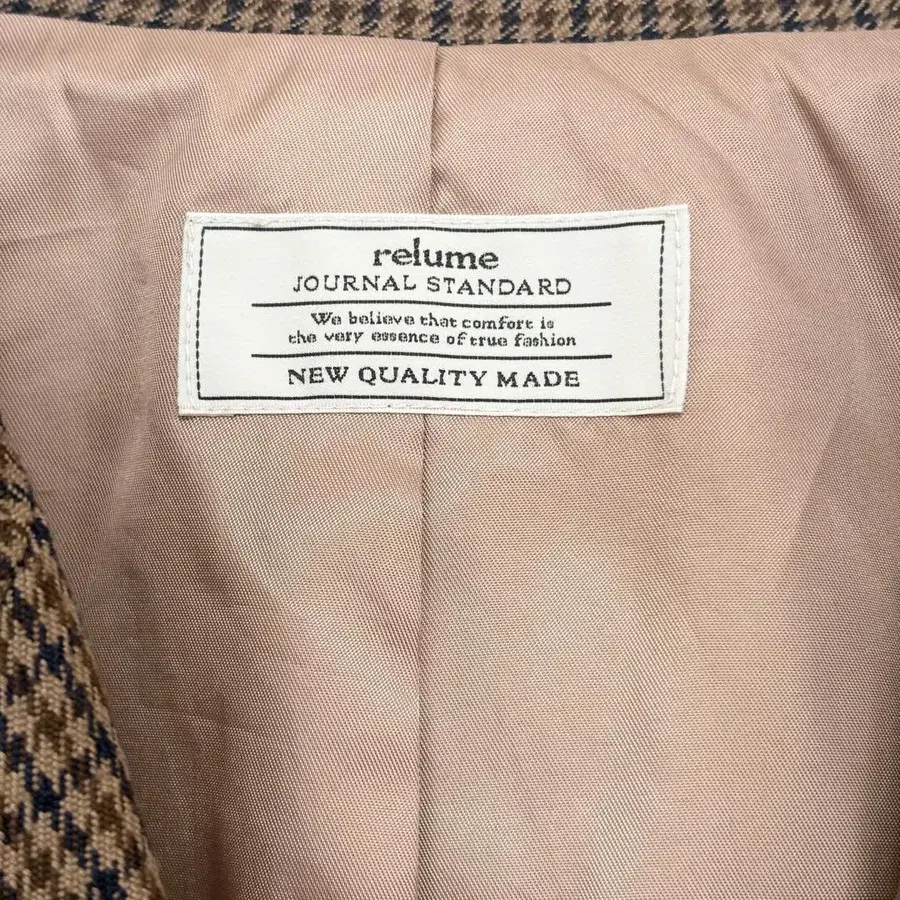 relume
JOURNAL STANDARD
We believe that comfort is
the very essence of true fashion
NEW QUALITY MADE